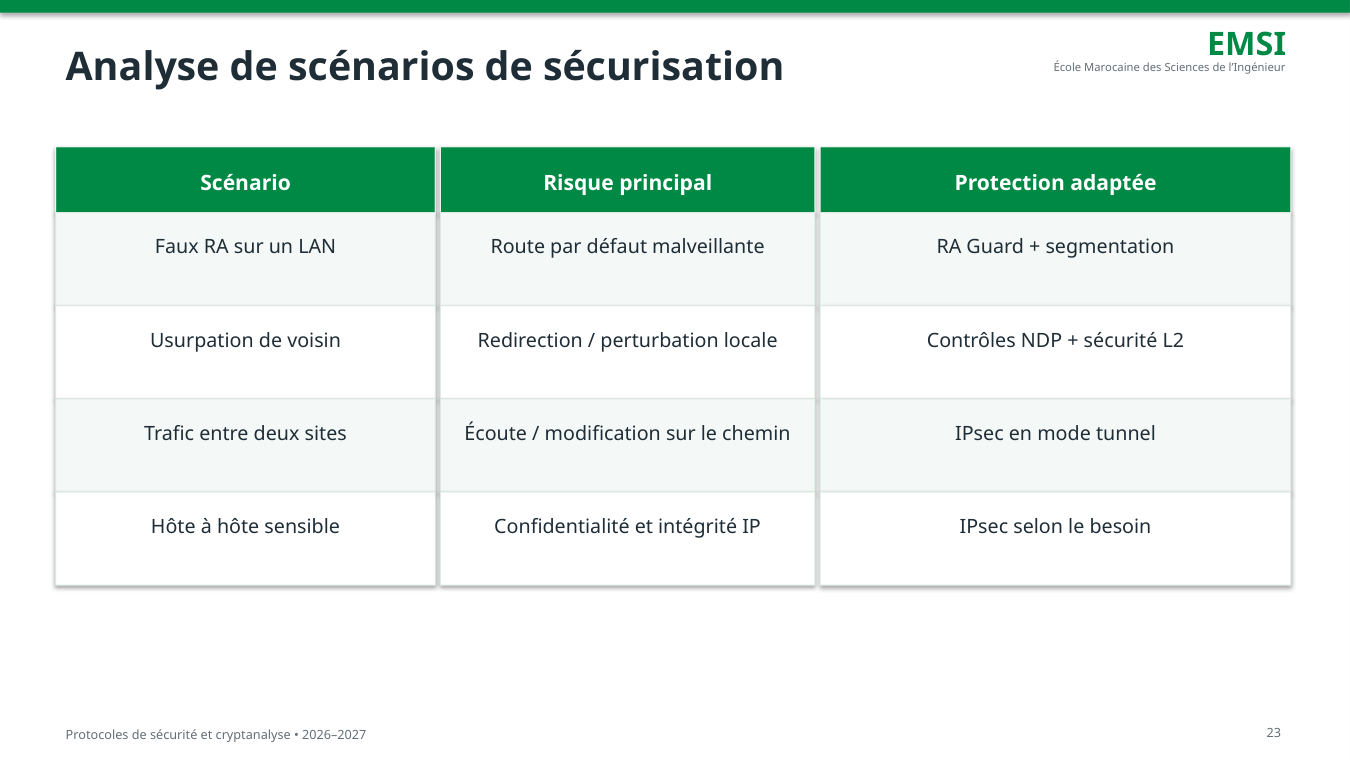 EMSI
Analyse de scénarios de sécurisation
École Marocaine des Sciences de l'Ingénieur
Scénario
Risque principal
Protection adaptée
Faux RA sur un LAN
Route par défaut malveillante
RA Guard + segmentation
Usurpation de voisin
Redirection / perturbation locale
Contrôles NDP + sécurité L2
Trafic entre deux sites
Écoute / modification sur le chemin
IPsec en mode tunnel
Hôte à hôte sensible
Confidentialité et intégrité IP
IPsec selon le besoin
Protocoles de sécurité et cryptanalyse • 2026–2027
23